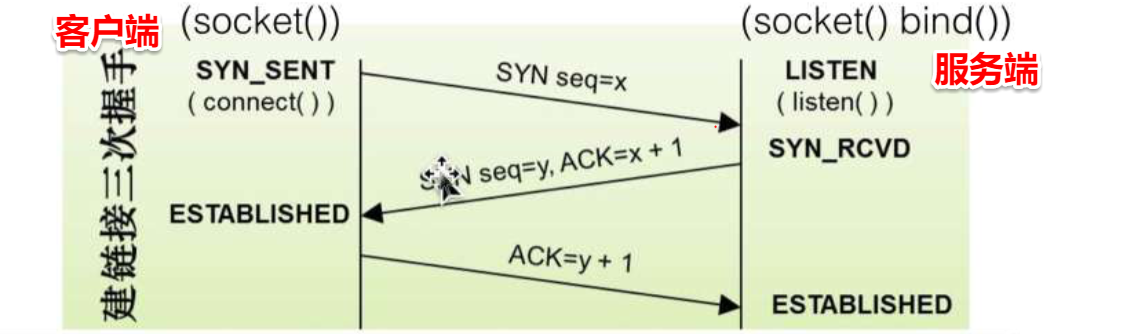 客户端
(socket())
(socket() bind())
服务端
建链接三次握手
SYN_SENT
( connect( ) )
SYN seq=x
LISTEN
( listen( ) )
SYN_RCVD
seq=y, ACK=x + 1
ESTABLISHED
ACK=y + 1
ESTABLISHED